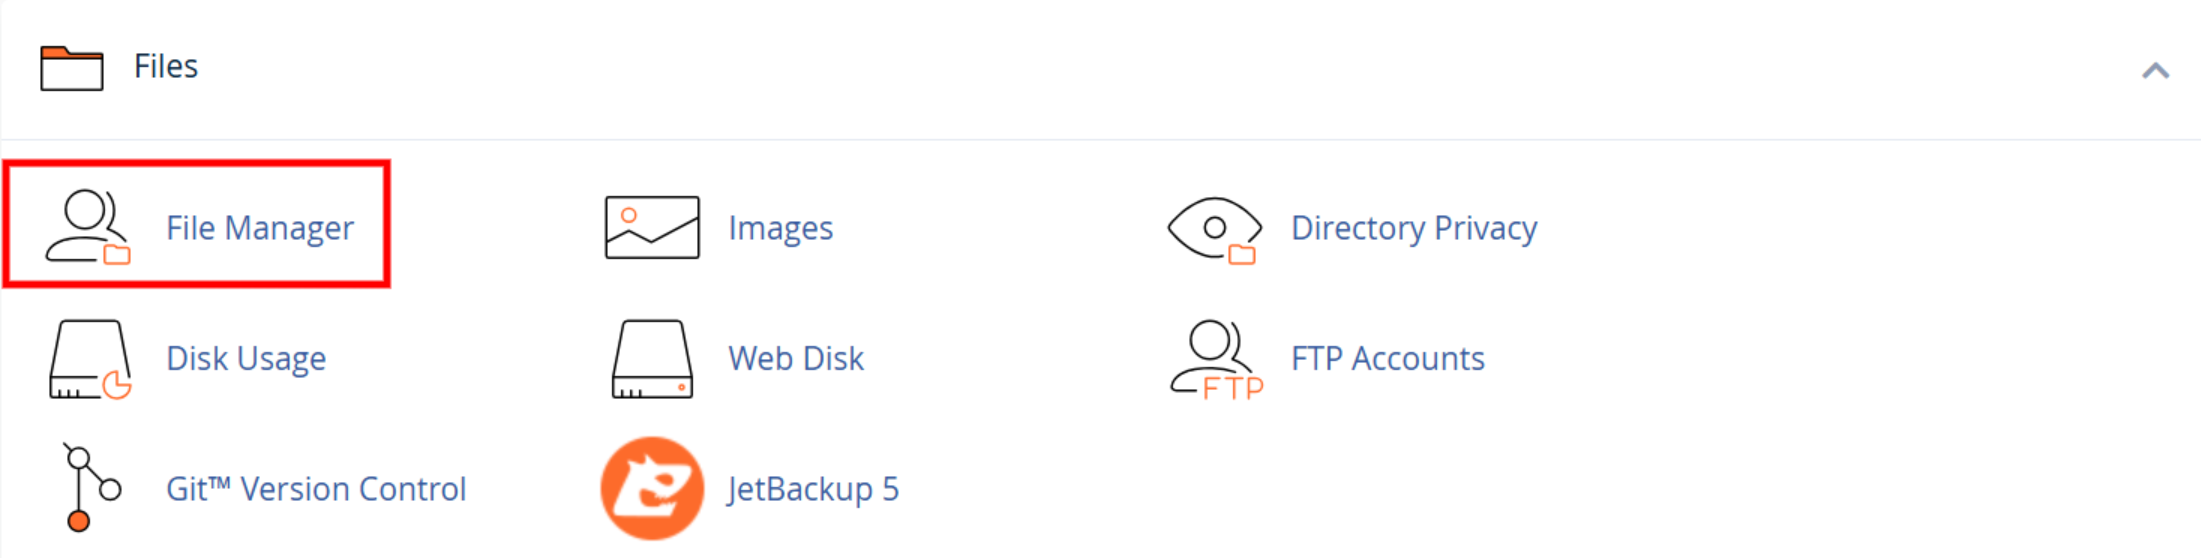 Files
File Manager
Images
Directory Privacy
Disk Usage
Web Disk
FTP Accounts
FTP
Git™ Version Control
JetBackup 5